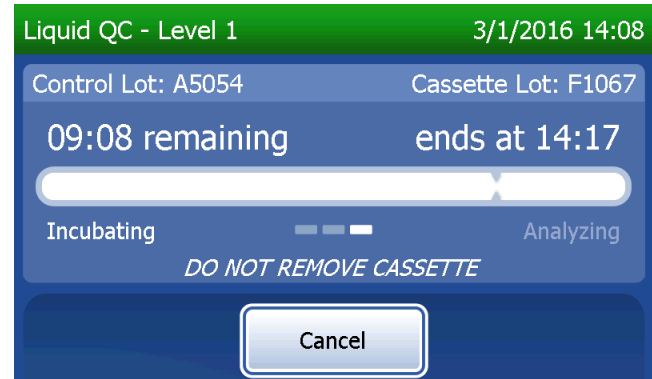 Liquid QC - Level 1 3/1/2016 14:08
Control Lot: A5054 Cassette Lot: F1067
09:08 remaining ends at 14:17
Incubating Analyzing
DO NOT REMOVE CASSETTE
Cancel